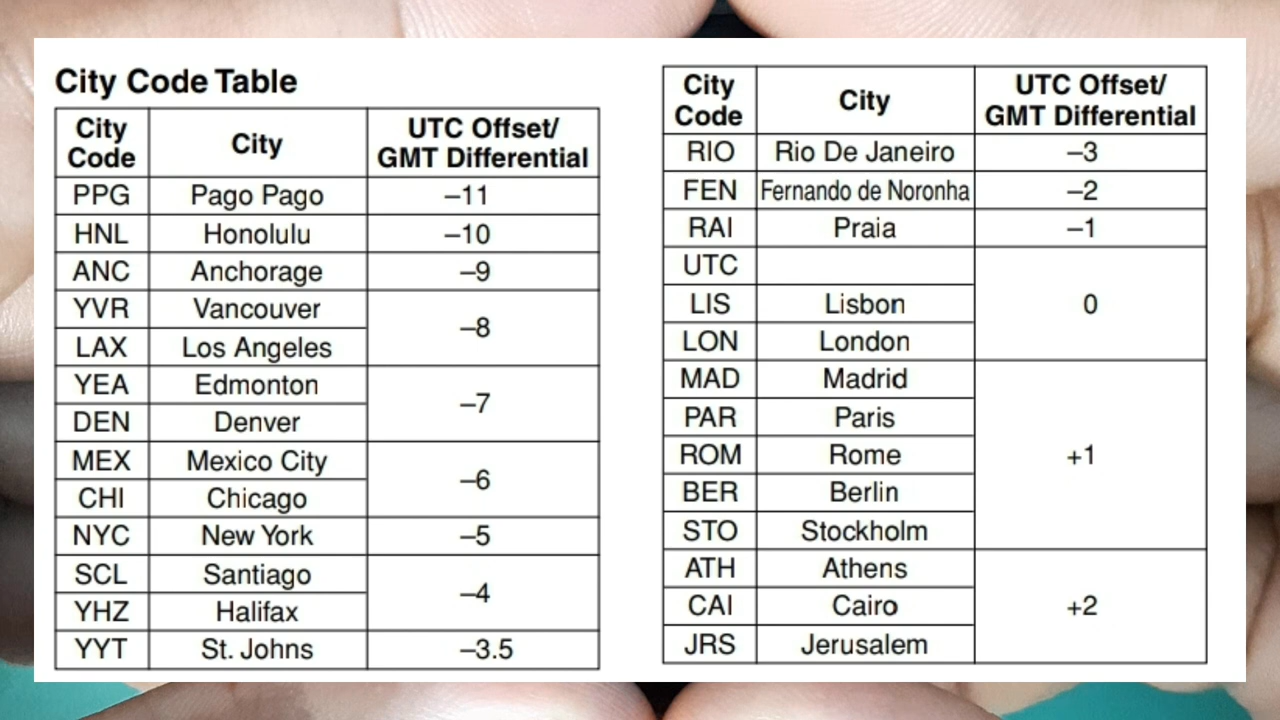 City Code Table
City Code City UTC Offset/ GMT Differential
PPG Pago Pago –11
HNL Honolulu –10
ANC Anchorage –9
YVR Vancouver –8
LAX Los Angeles
YEA Edmonton –7
DEN Denver
MEX Mexico City –6
CHI Chicago
NYC New York –5
SCL Santiago –4
YHZ Halifax
YYT St. Johns –3.5
City Code City UTC Offset/ GMT Differential
RIO Rio De Janeiro –3
FEN Fernando de Noronha –2
RAI Praia –1
UTC 0
LIS Lisbon
LON London
MAD Madrid +1
PAR Paris
ROM Rome
BER Berlin
STO Stockholm
ATH Athens +2
CAI Cairo
JRS Jerusalem